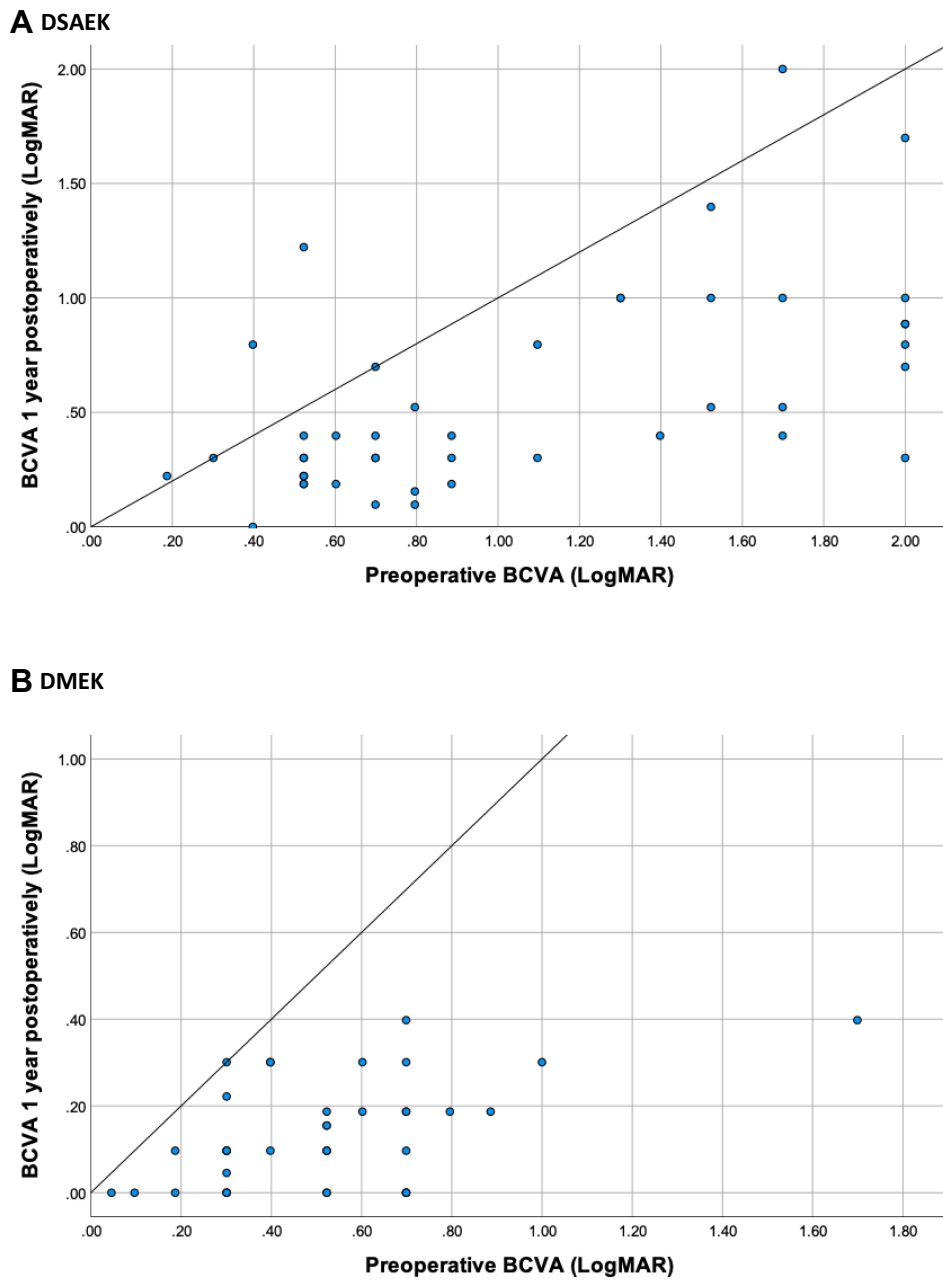 A DSAEK
BCVA 1 year postoperatively (LogMAR)
2.00
1.50
1.00
.50
.00
.00 .20 .40 .60 .80 1.00 1.20 1.40 1.60 1.80 2.00
Preoperative BCVA (LogMAR)
B DMEK
BCVA 1 year postoperatively (LogMAR)
1.00
.80
.60
.40
.20
.00
.00 .20 .40 .60 .80 1.00 1.20 1.40 1.60 1.80
Preoperative BCVA (LogMAR)